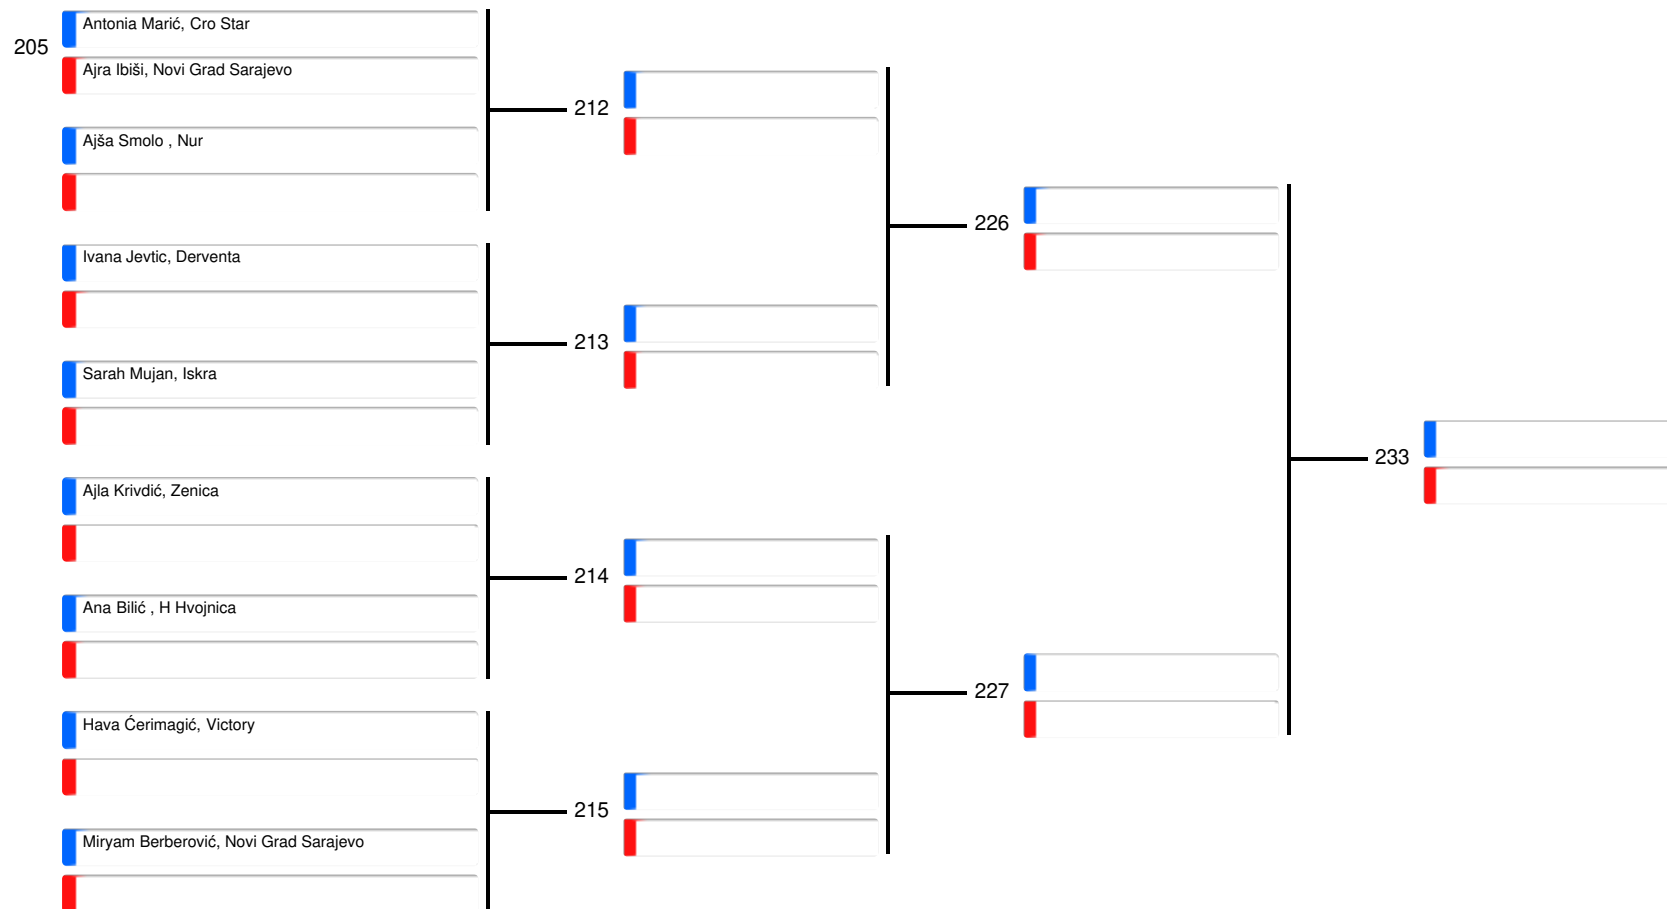 205
Antonia Marić, Cro Star
Ajra Ibiši, Novi Grad Sarajevo
212
Ajša Smolo , Nur
226
Ivana Jevtic, Derventa
213
Sarah Mujan, Iskra
233
Ajla Krivdić, Zenica
214
Ana Bilić , H Hvojnica
227
Hava Ćerimagić, Victory
215
Miryam Berberović, Novi Grad Sarajevo